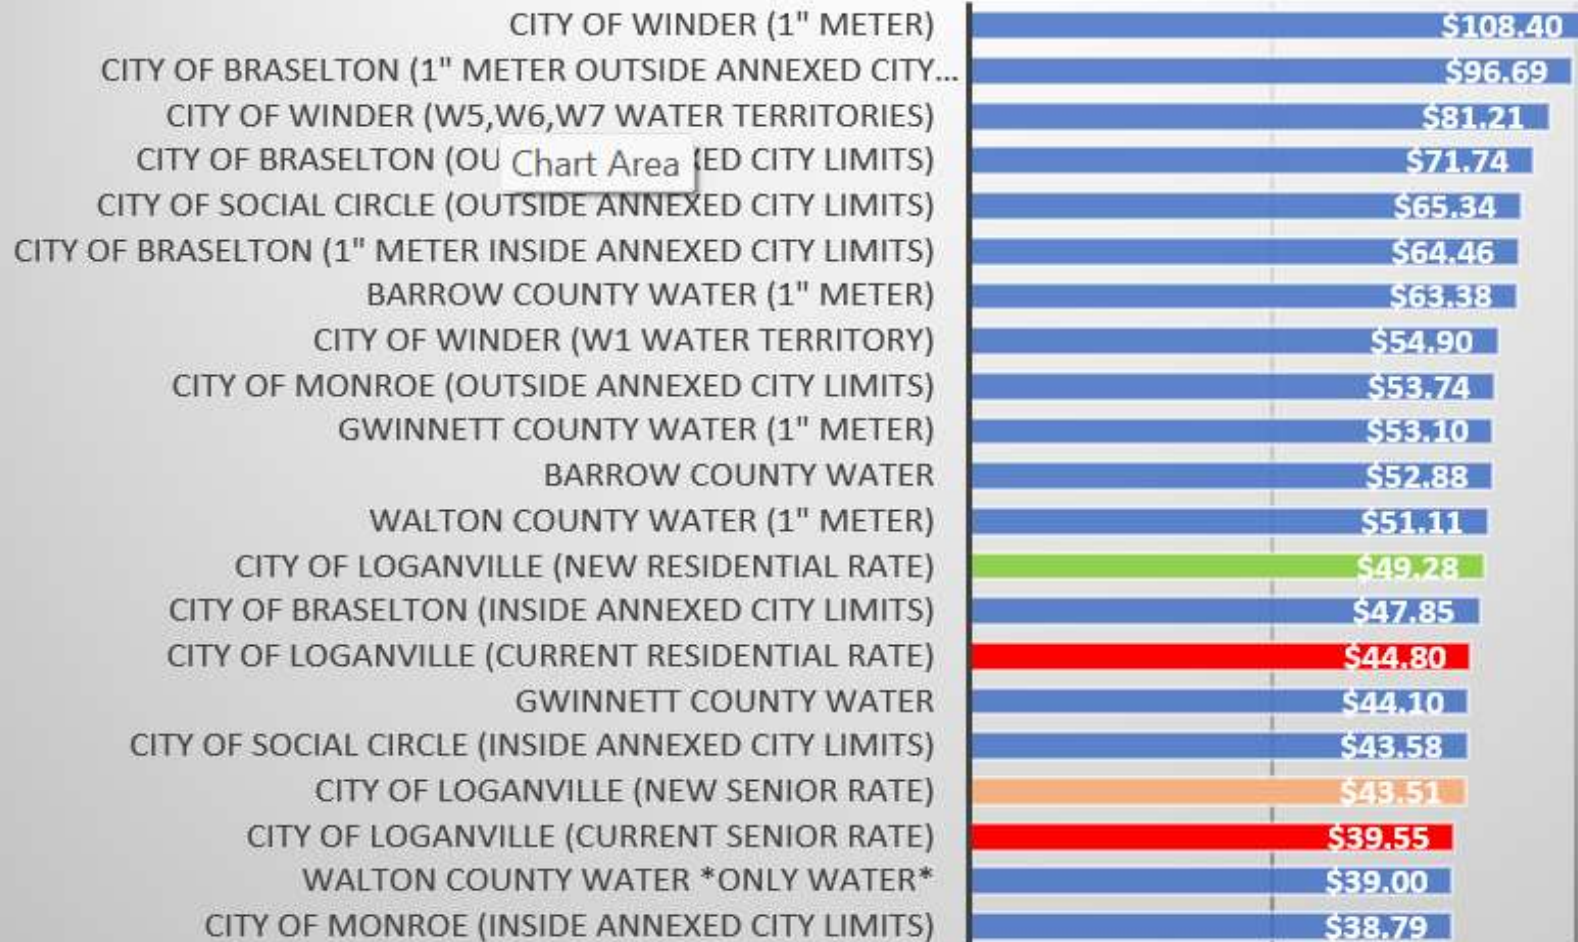 CITY OF WINDER (1" METER) $108.40
CITY OF BRASELTON (1" METER OUTSIDE ANNEXED CITY... $96.69
CITY OF WINDER (W5,W6,W7 WATER TERRITORIES) $81.21
CITY OF BRASELTON (OU Chart Area XED CITY LIMITS) $71.74
CITY OF SOCIAL CIRCLE (OUTSIDE ANNEXED CITY LIMITS) $65.34
CITY OF BRASELTON (1" METER INSIDE ANNEXED CITY LIMITS) $64.46
BARROW COUNTY WATER (1" METER) $63.38
CITY OF WINDER (W1 WATER TERRITORY) $54.90
CITY OF MONROE (OUTSIDE ANNEXED CITY LIMITS) $53.74
GWINNETT COUNTY WATER (1" METER) $53.10
BARROW COUNTY WATER $52.88
WALTON COUNTY WATER (1" METER) $51.11
CITY OF LOGANVILLE (NEW RESIDENTIAL RATE) $49.28
CITY OF BRASELTON (INSIDE ANNEXED CITY LIMITS) $47.85
CITY OF LOGANVILLE (CURRENT RESIDENTIAL RATE) $44.80
GWINNETT COUNTY WATER $44.10
CITY OF SOCIAL CIRCLE (INSIDE ANNEXED CITY LIMITS) $43.58
CITY OF LOGANVILLE (NEW SENIOR RATE) $43.51
CITY OF LOGANVILLE (CURRENT SENIOR RATE) $39.55
WALTON COUNTY WATER *ONLY WATER* $39.00
CITY OF MONROE (INSIDE ANNEXED CITY LIMITS) $38.79